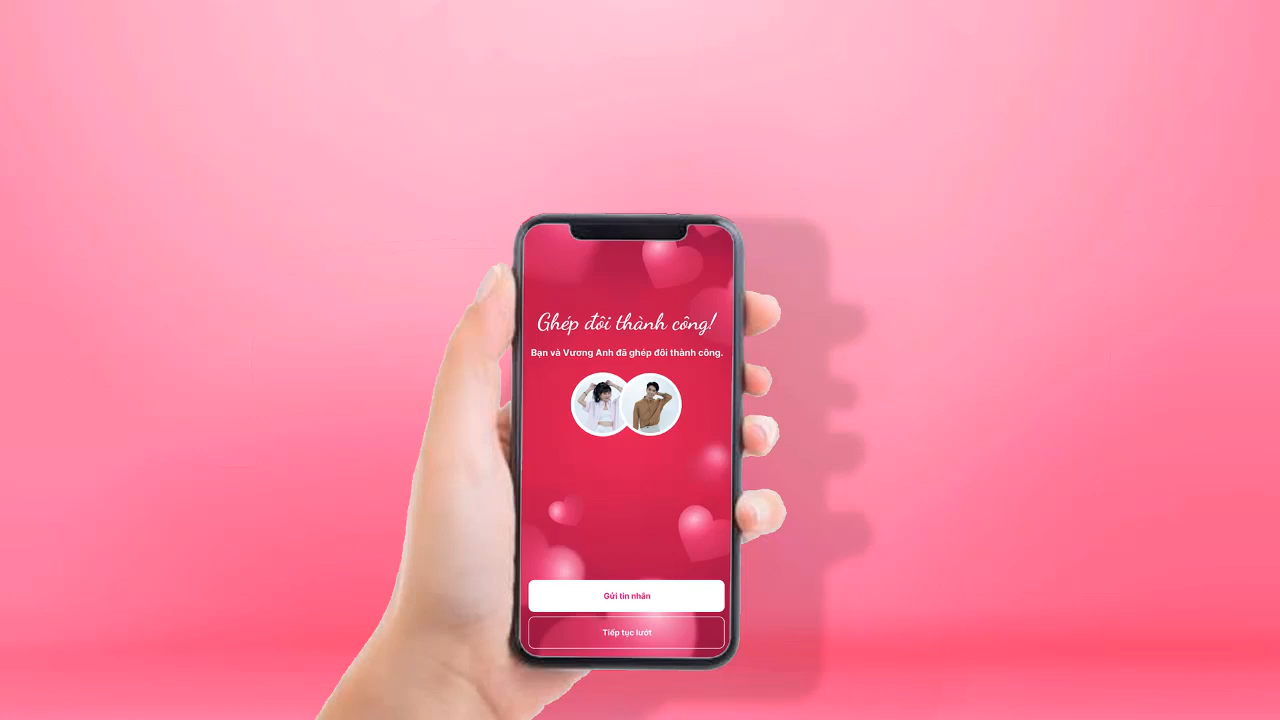 Ghép đôi thành công!
Bạn và Vương Anh đã ghép đôi thành công.
Gửi tin nhắn
Tiếp tục lướt